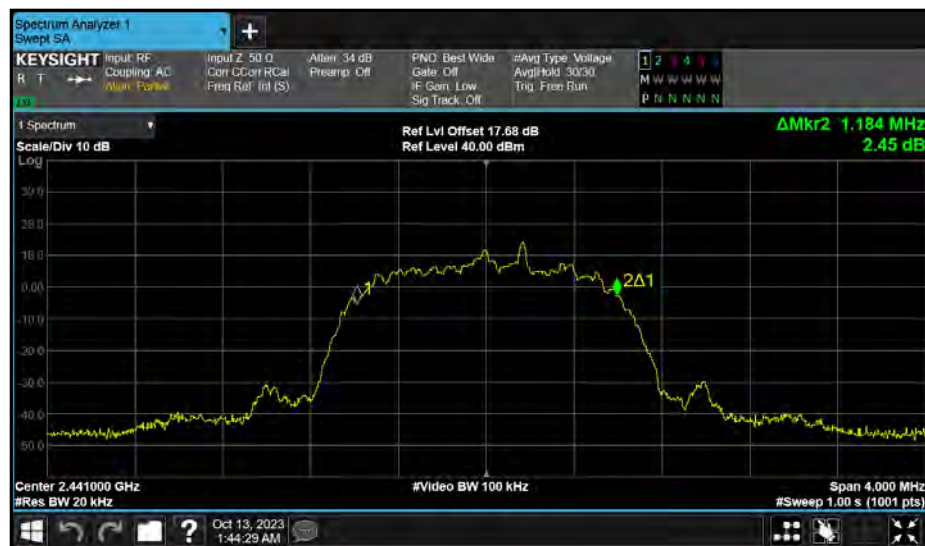 Spectrum Analyzer 1
Swept SA
+
KEYSIGHT
R T
Input: RF
Coupling: AC
Align: Partial
Input Z: 50 Ω
Corr CCorr RCal
Freq Ref: Int (S)
Atten: 34 dB
Preamp: Off
PNO: Best Wide
Gate: Off
IF Gain: Low
Sig Track: Off
#Avg Type: Voltage
Avg|Hold: 30/30
Trig: Free Run
1 2 3 4 5 6
M W W W W W
P N N N N N
1 Spectrum
Scale/Div 10 dB
Ref Lvl Offset 17.68 dB
Ref Level 40.00 dBm
ΔMkr2 1.184 MHz
2.45 dB
Log
30.0
20.0
10.0
0.00
-10.0
-20.0
-30.0
-40.0
-50.0
1
2Δ1
Center 2.441000 GHz
#Res BW 20 kHz
#Video BW 100 kHz
Span 4.000 MHz
#Sweep 1.00 s (1001 pts)
?
Oct 13, 2023
1:44:29 AM